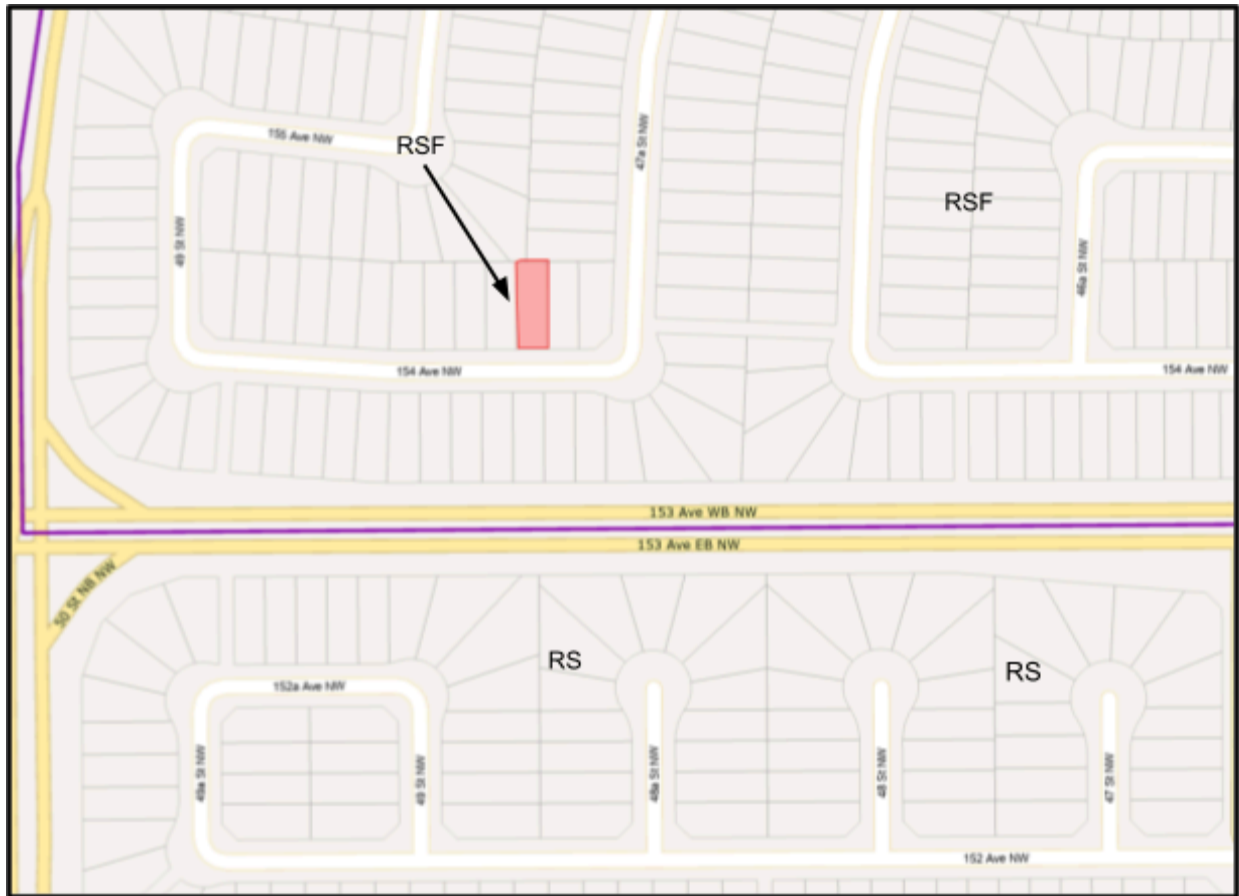 155 Ave NW
RSF
47a St NW
RSF
49 St NW
46a St NW
154 Ave NW
154 Ave NW
153 Ave WB NW
153 Ave EB NW
50 St NB NW
RS
RS
152a Ave NW
49a St NW
49 St NW
48a St NW
48 St NW
47 St NW
152 Ave NW